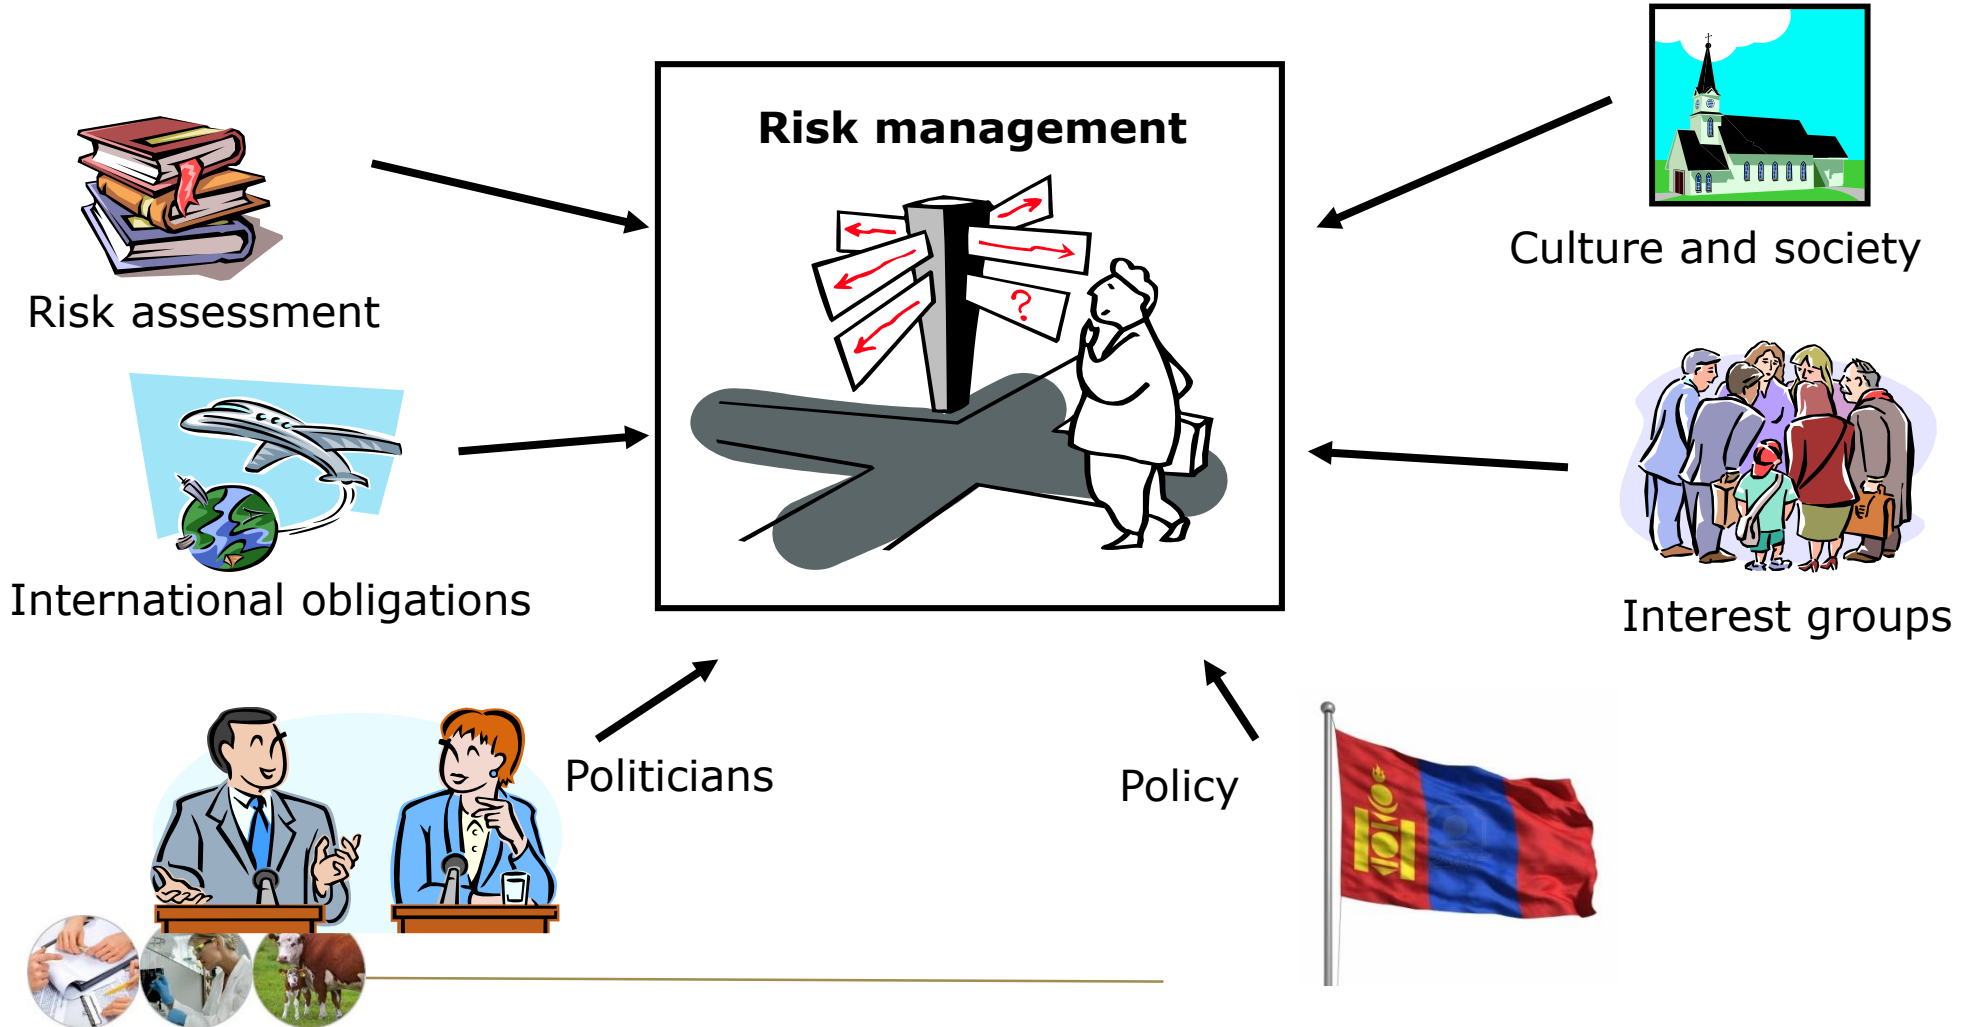 Risk management
Risk assessment
Culture and society
International obligations
Interest groups
Politicians
Policy
?